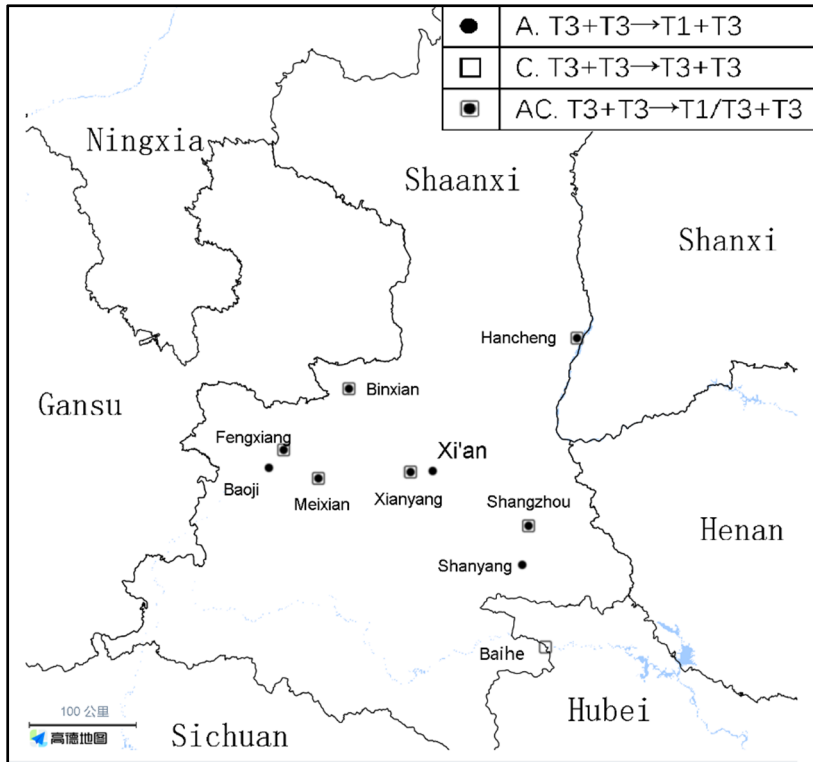 A. T3+T3→T1+T3
C. T3+T3→T3+T3
AC. T3+T3→T1/T3+T3
Ningxia
Shaanxi
Shanxi
Hancheng
Gansu
Binxian
Fengxiang
Xi'an
Baoji
Meixian
Xianyang
Shangzhou
Henan
Shanyang
Baihe
Hubei
100 公里
高德地图
Sichuan